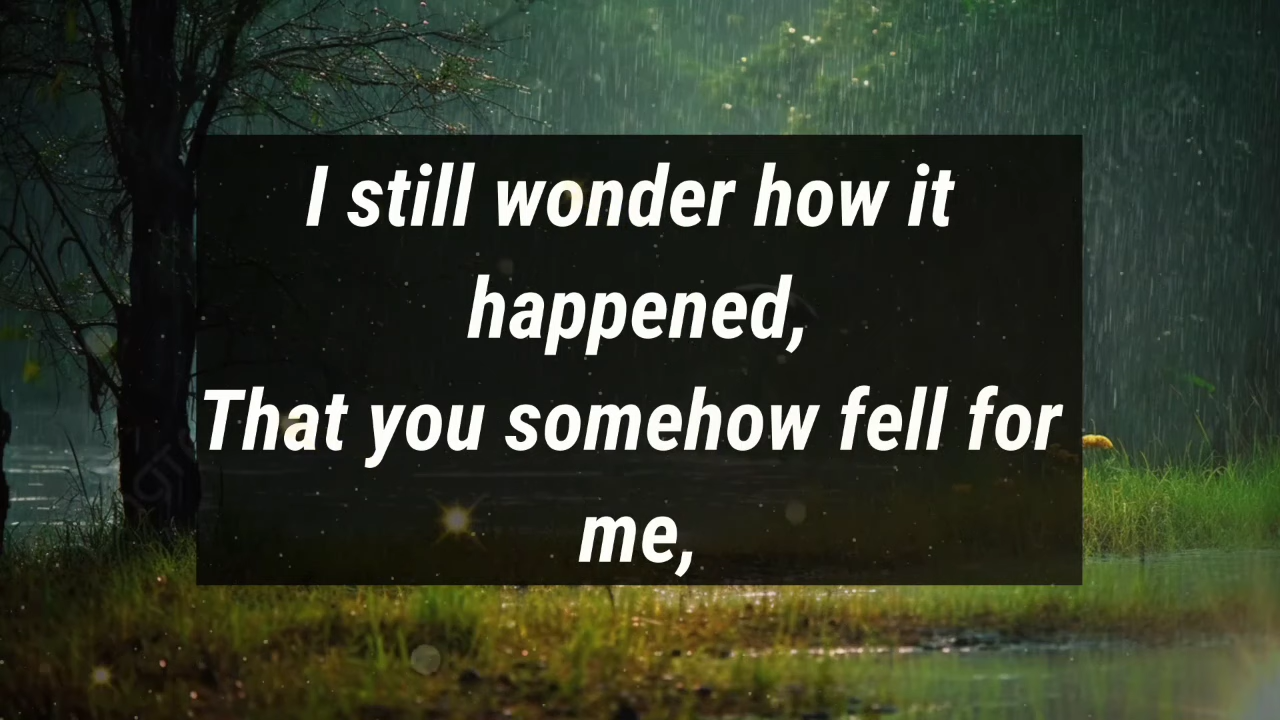 I still wonder how it
happened,
That you somehow fell for
me,